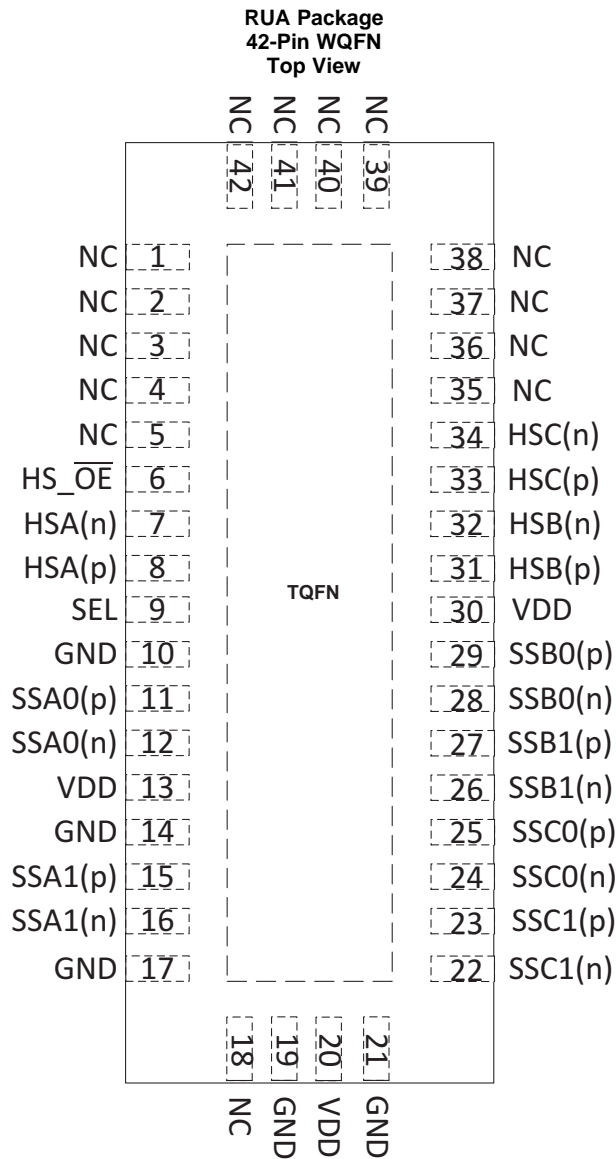 RUA Package
42-Pin WQFN
Top View
NC NC NC NC
42 41 40 39
NC 1 38 NC
NC 2 37 NC
NC 3 36 NC
NC 4 35 NC
NC 5 34 HSC(n)
HS_O̅E̅ 6 33 HSC(p)
HSA(n) 7 32 HSB(n)
HSA(p) 8 31 HSB(p)
TQFN
SEL 9 30 VDD
GND 10 29 SSB0(p)
SSA0(p) 11 28 SSB0(n)
SSA0(n) 12 27 SSB1(p)
VDD 13 26 SSB1(n)
GND 14 25 SSC0(p)
SSA1(p) 15 24 SSC0(n)
SSA1(n) 16 23 SSC1(p)
GND 17 22 SSC1(n)
18 19 20 21
NC GND VDD GND